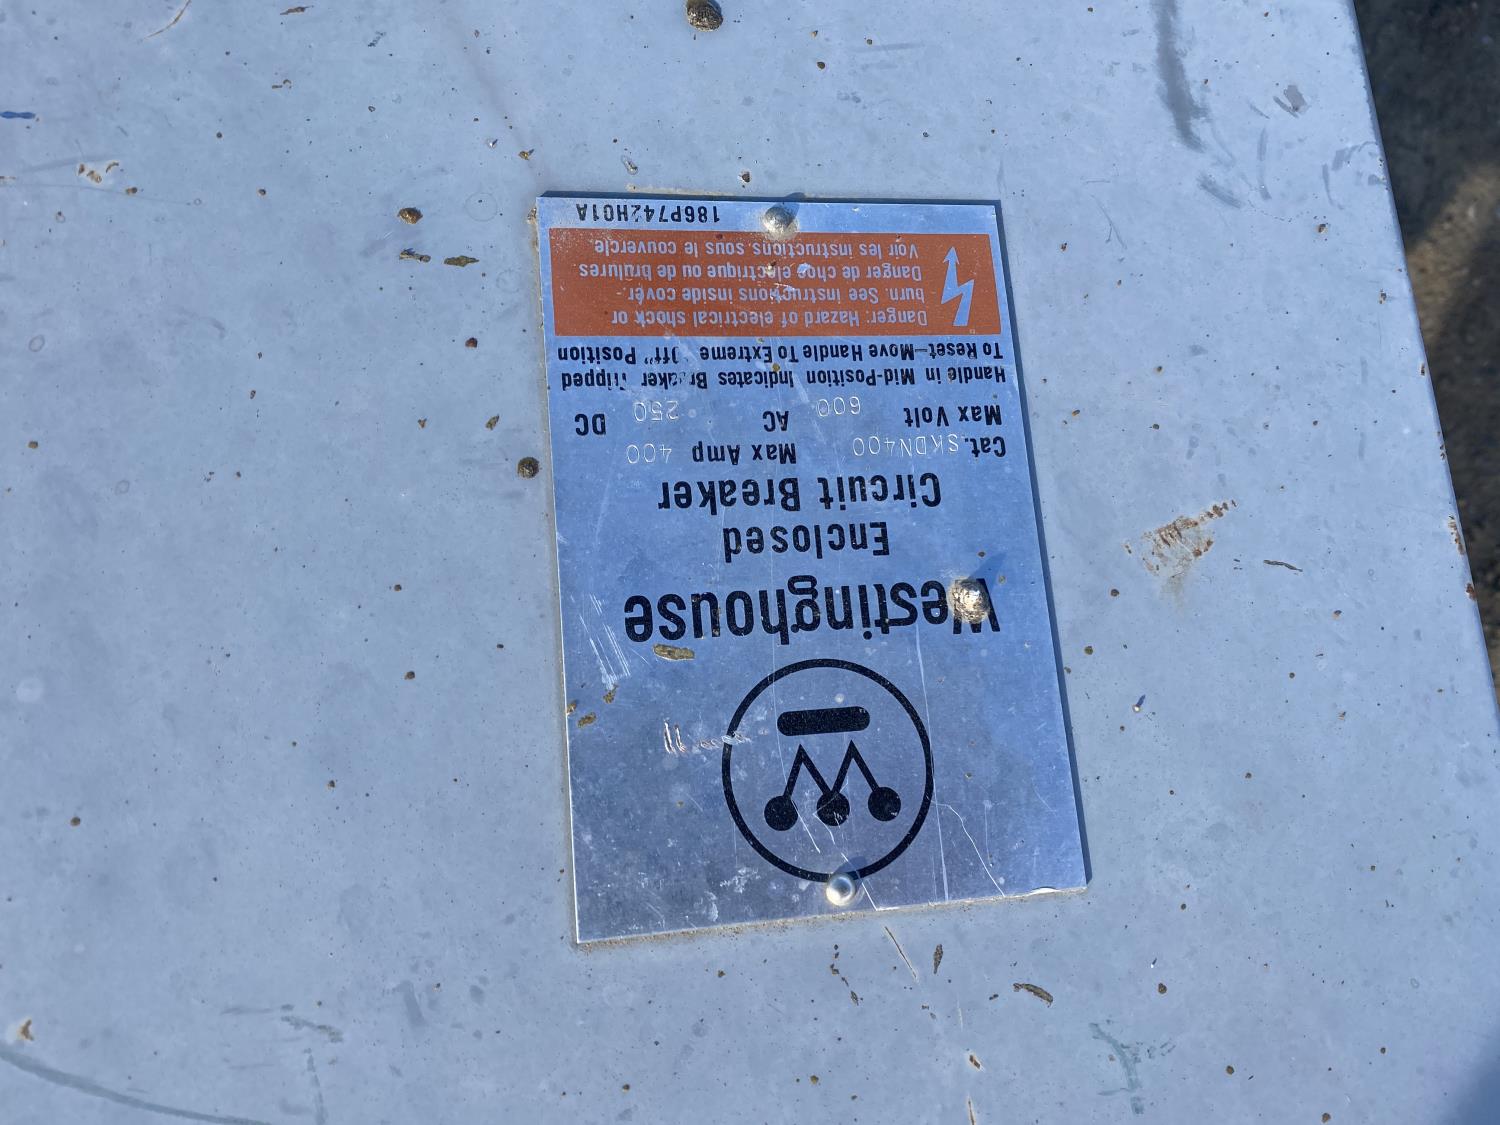 Westinghouse
Enclosed
Circuit Breaker
Cat. SKDN400 Max Amp 400
Max Volt 600 AC 250 DC
Handle in Mid-Position Indicates Breaker Tripped
To Reset-Move Handle To Extreme "Off" Position
Danger: Hazard of electrical shock or
burn. See instructions inside cover.
Danger de choc electrique ou de brulures
Voir les instructions sous le couvercle.
186P742H01A